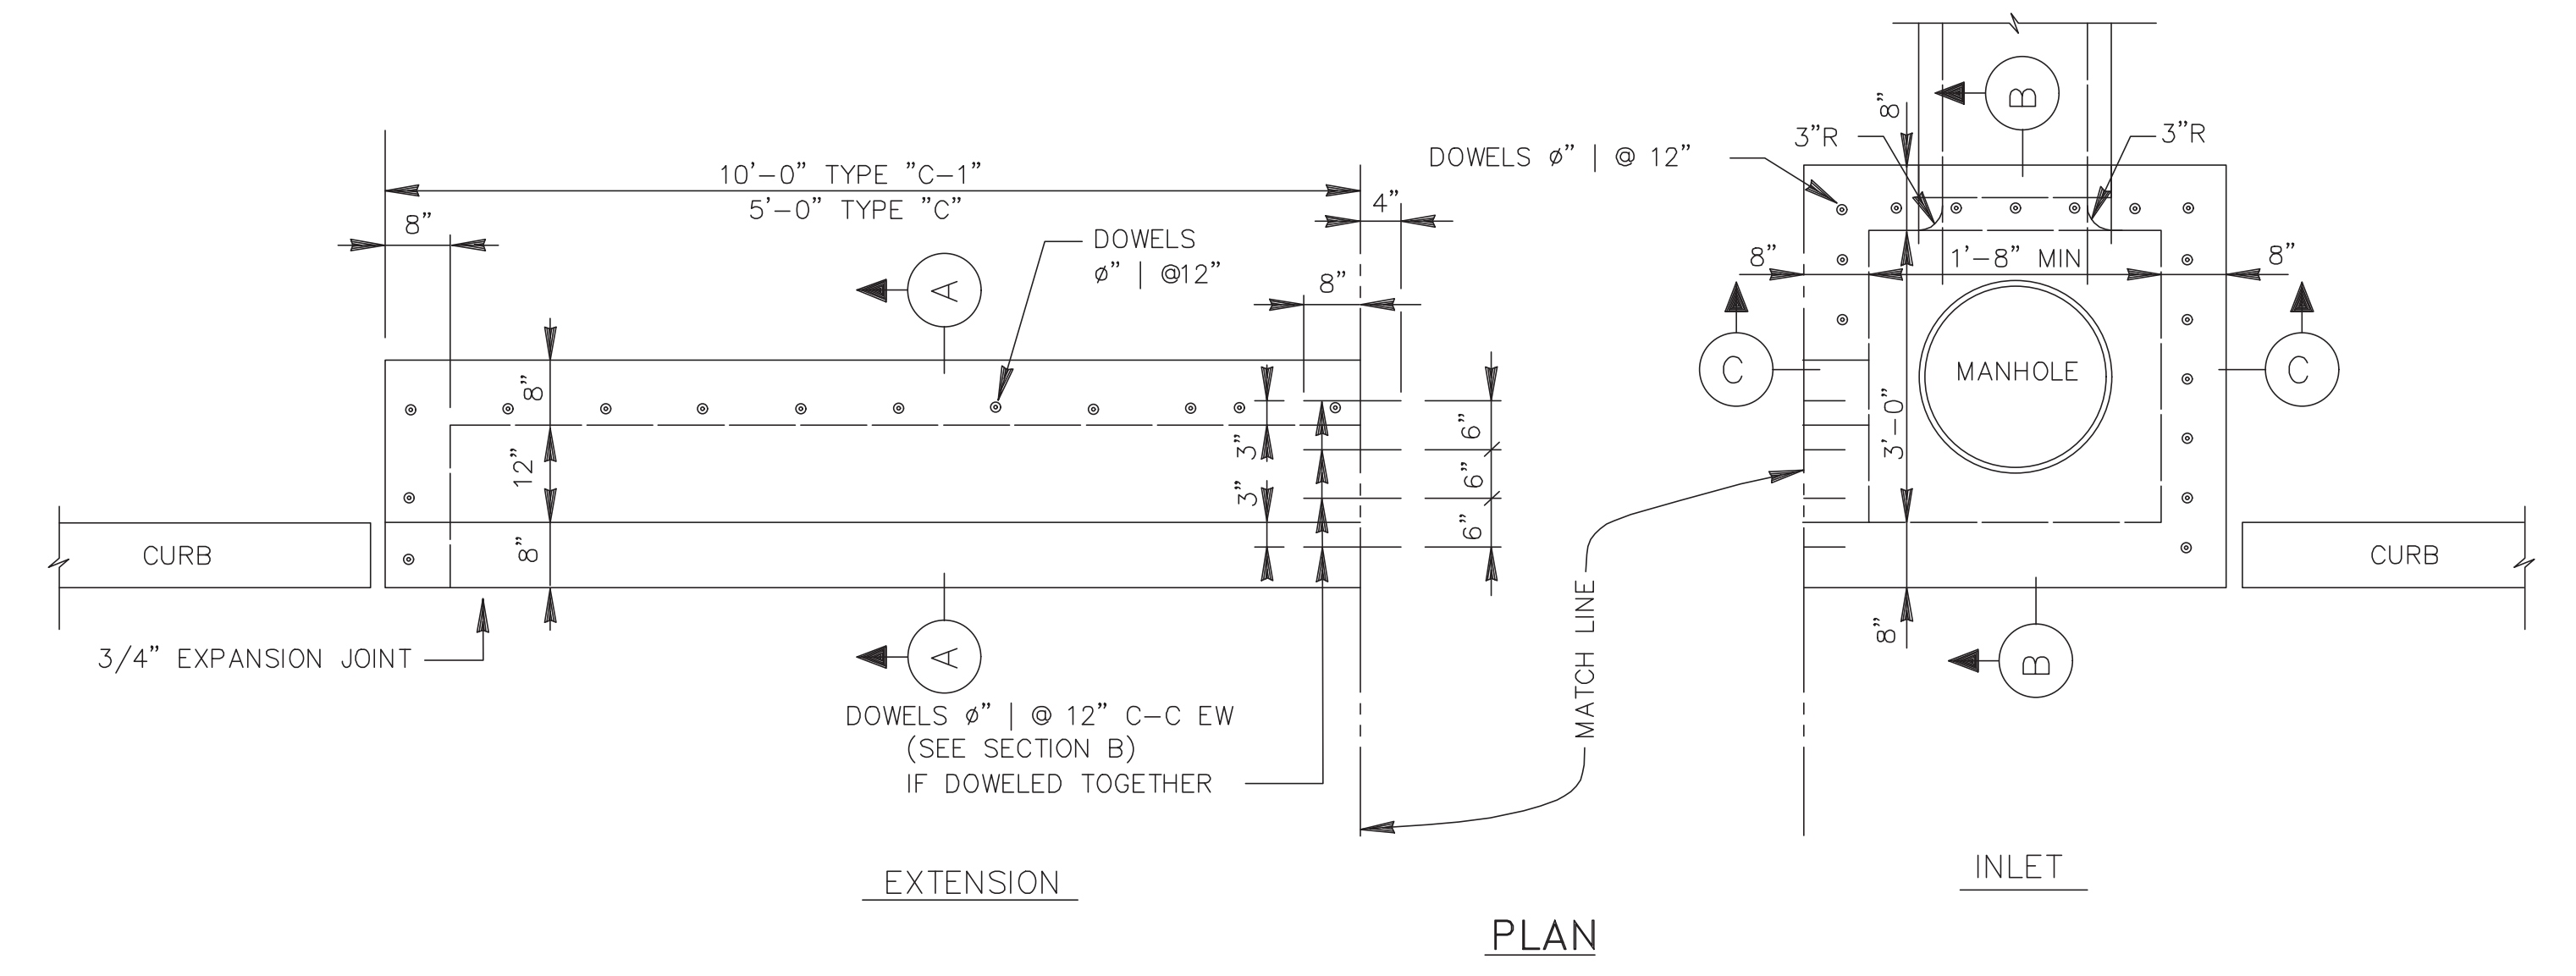 10'-0" TYPE "C-1"
5'-0" TYPE "C"
8"
4"
DOWELS
ø" | @12"
8"
A
8"
12"
8"
3"
3"
6"
6"
6"
CURB
3/4" EXPANSION JOINT
A
DOWELS ø" | @ 12" C-C EW
(SEE SECTION B)
IF DOWELED TOGETHER
MATCH LINE
EXTENSION
DOWELS ø" | @ 12"
3"R
8"
B
3"R
8"
1'-8" MIN
8"
C
MANHOLE
C
3'-0"
CURB
8"
B
INLET
PLAN